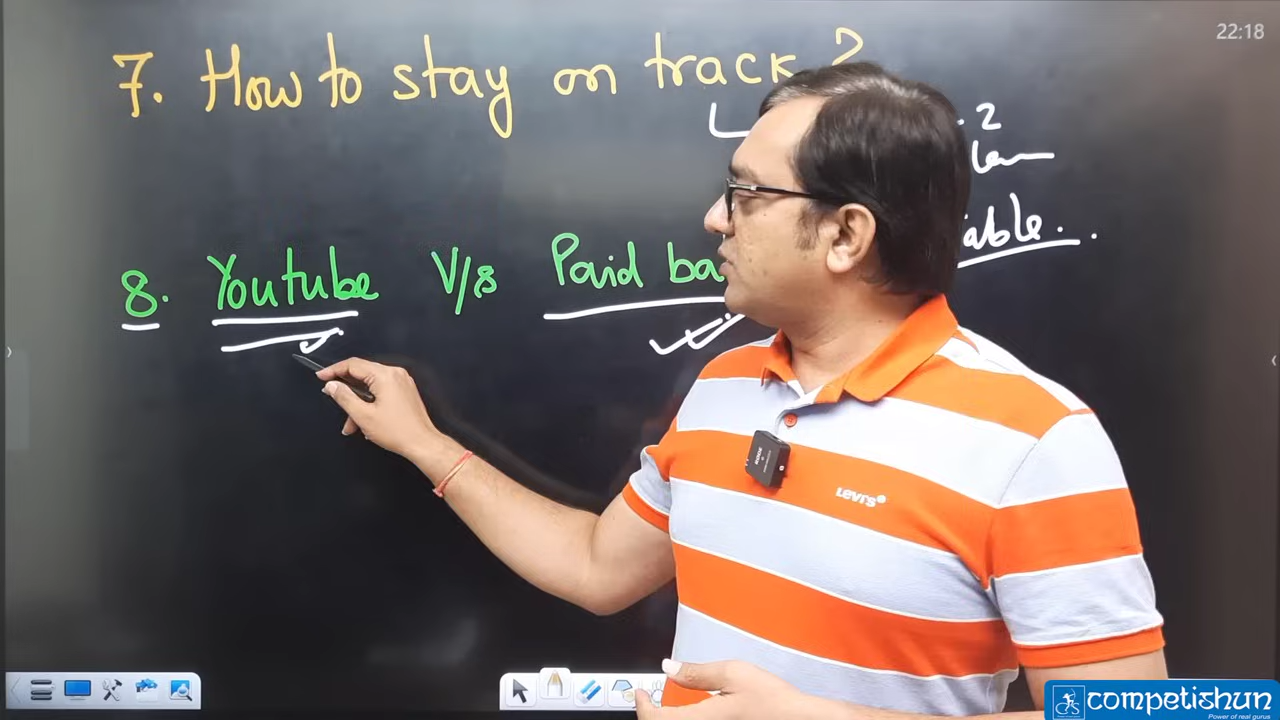 22:18
7. How to stay on track ?
. 2
8. Youtube V/s Paid ba
able.
Levi's
competishun
Power of real gurus